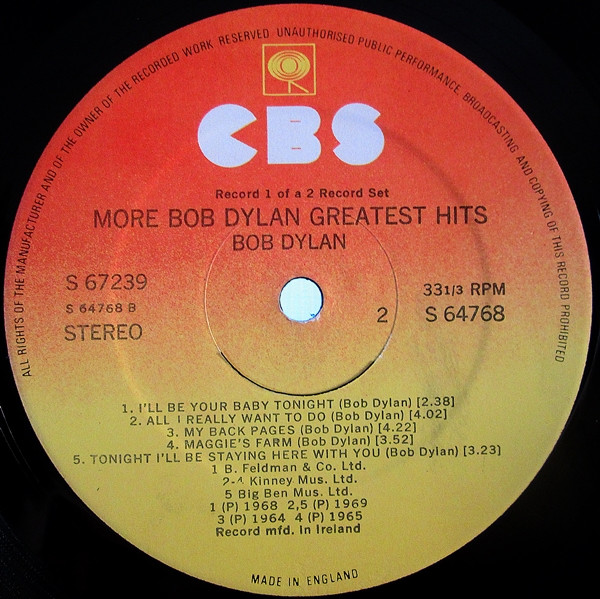 ALL RIGHTS OF THE MANUFACTURER AND OF THE OWNER OF THE RECORDED WORK RESERVED UNAUTHORISED PUBLIC PERFORMANCE, BROADCASTING AND COPYING OF THIS RECORD PROHIBITED
CBS
Record 1 of a 2 Record Set
MORE BOB DYLAN GREATEST HITS
BOB DYLAN
S 67239
S 64768 B
STEREO
33 1/3 RPM
2 S 64768
1. I'LL BE YOUR BABY TONIGHT (Bob Dylan) [2.38]
2. ALL I REALLY WANT TO DO (Bob Dylan) [4.02]
3. MY BACK PAGES (Bob Dylan) [4.22]
4. MAGGIE'S FARM (Bob Dylan) [3.52]
5. TONIGHT I'LL BE STAYING HERE WITH YOU (Bob Dylan) [3.23]
1 B. Feldman & Co. Ltd.
2-4 Kinney Mus. Ltd.
5 Big Ben Mus. Ltd.
1 (P) 1968 2,5 (P) 1969
3 (P) 1964 4 (P) 1965
Record mfd. In Ireland
MADE IN ENGLAND